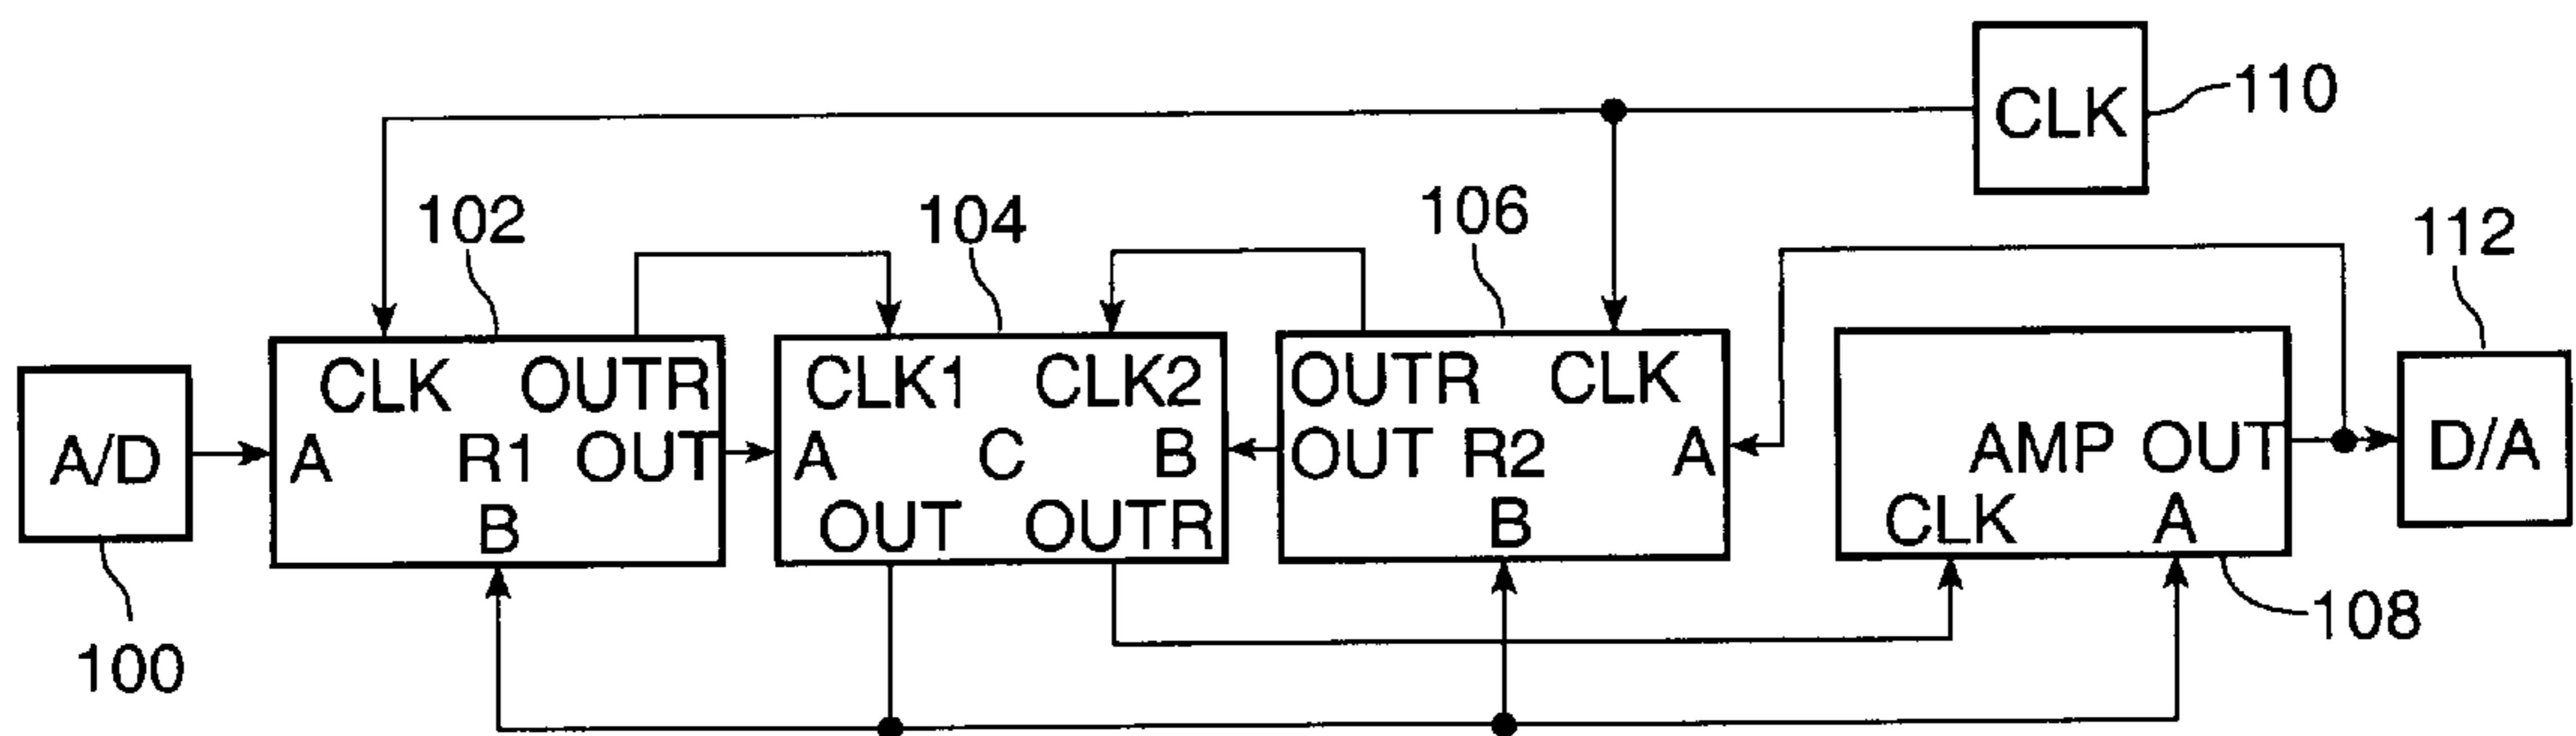 CLK
110
102
104
106
112
CLK OUTR
A R1 OUT
B
CLK1 CLK2
A C B
OUT OUTR
OUTR CLK
OUT R2 A
B
AMP OUT
CLK A
A/D
D/A
100
108